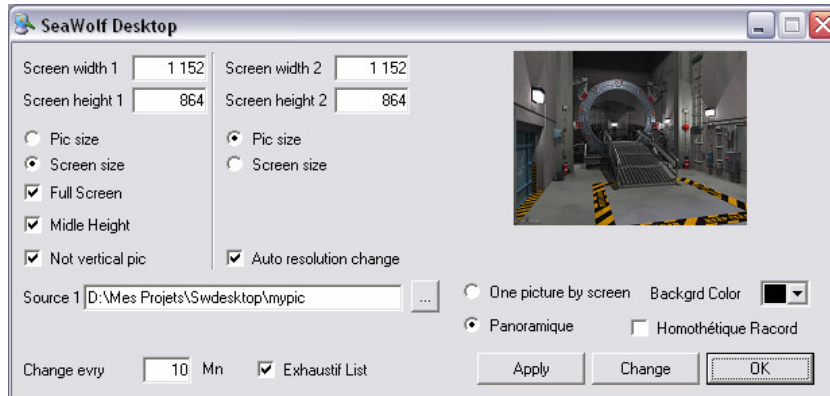 SeaWolf Desktop
Screen width 1 1 152 Screen width 2 1 152
Screen height 1 864 Screen height 2 864
Pic size Pic size
Screen size Screen size
Full Screen
Midle Height
Not vertical pic Auto resolution change
Source 1 D:\Mes Projets\Swdesktop\mypic ... One picture by screen Backgrd Color
Panoramique Homothétique Racord
Change evry 10 Mn Exhaustif List Apply Change OK